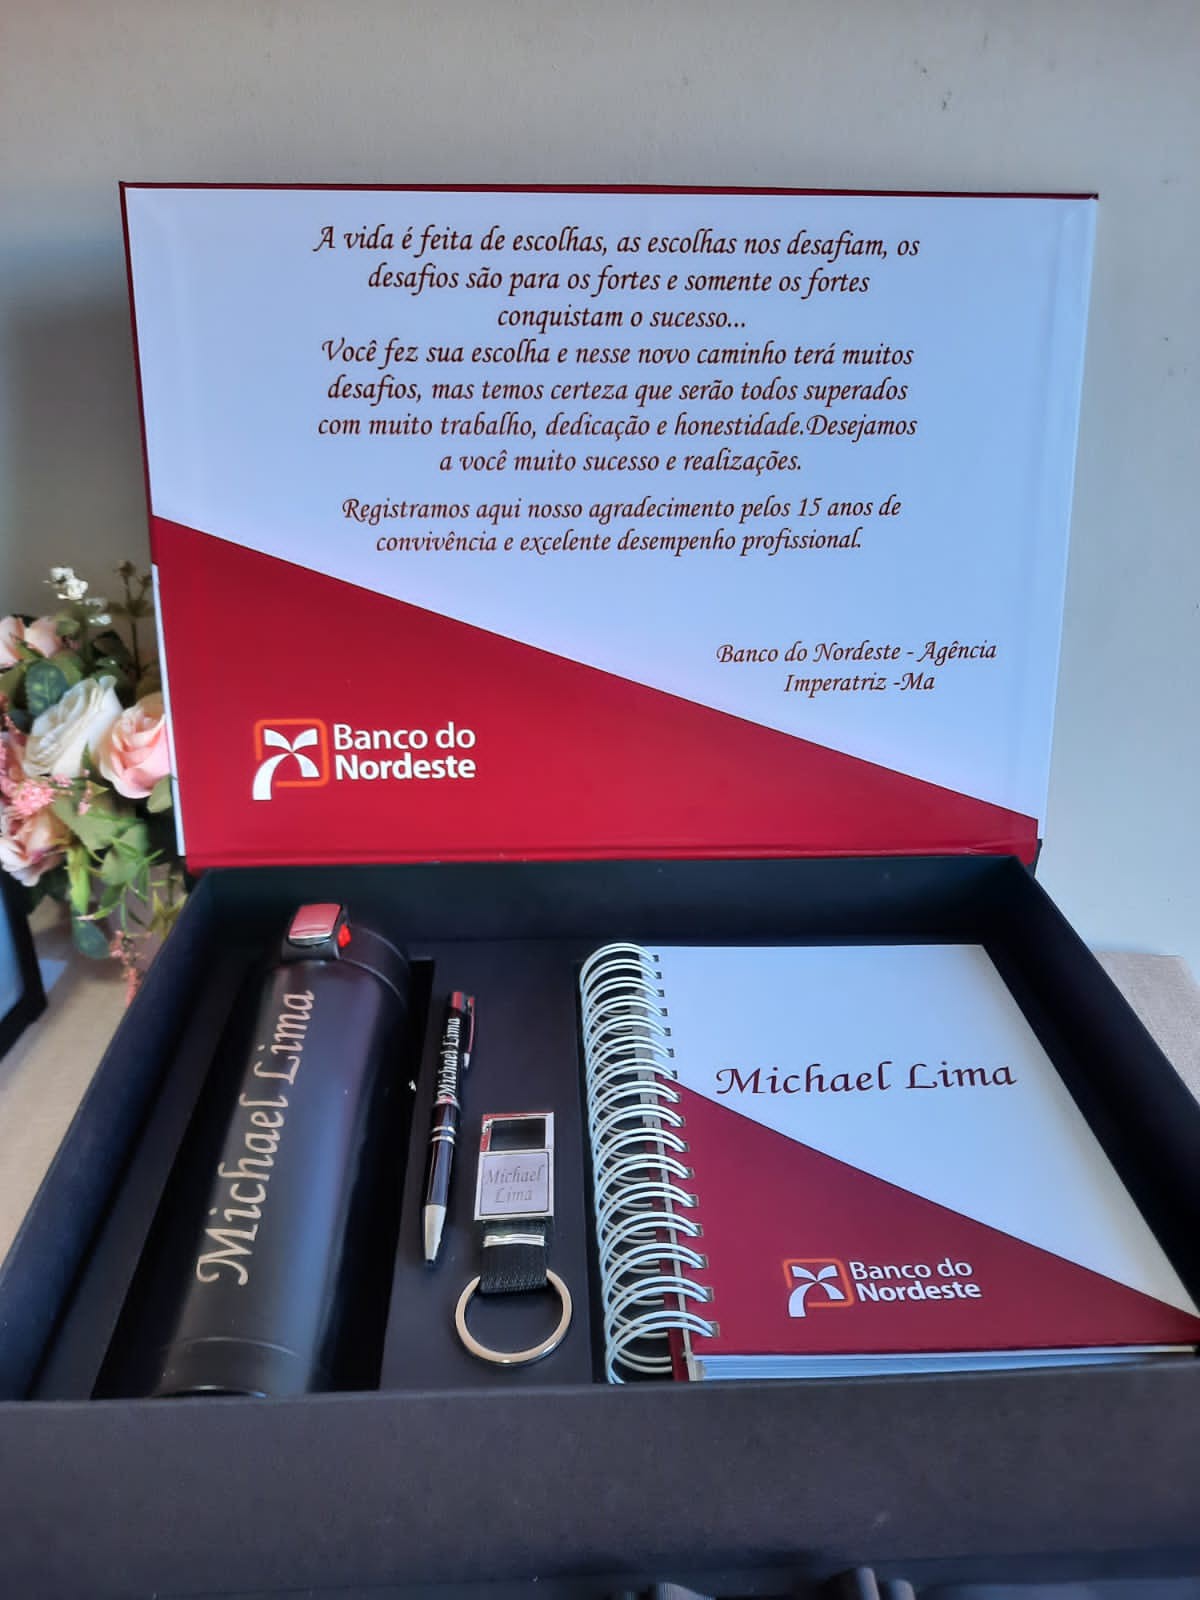 A vida é feita de escolhas, as escolhas nos desafiam, os
desafios são para os fortes e somente os fortes
conquistam o sucesso...
Você fez sua escolha e nesse novo caminho terá muitos
desafios, mas temos certeza que serão todos superados
com muito trabalho, dedicação e honestidade.Desejamos
a você muito sucesso e realizações.
Registramos aqui nosso agradecimento pelos 15 anos de
convivência e excelente desempenho profissional.
Banco do Nordeste - Agência
Imperatriz -Ma
Banco do
Nordeste
Michael Lima
Michael Lima
Michael
Lima
Michael Lima
Banco do
Nordeste